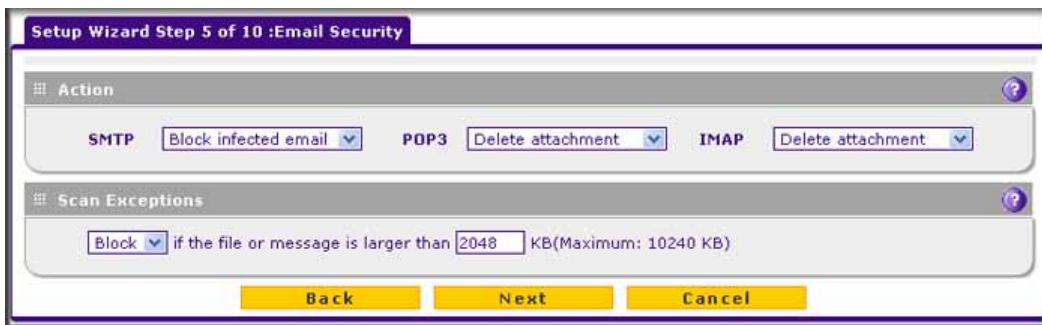 Setup Wizard Step 5 of 10 :Email Security
Action
?
SMTP Block infected email POP3 Delete attachment IMAP Delete attachment
Scan Exceptions
?
Block if the file or message is larger than 2048 KB(Maximum: 10240 KB)
Back Next Cancel